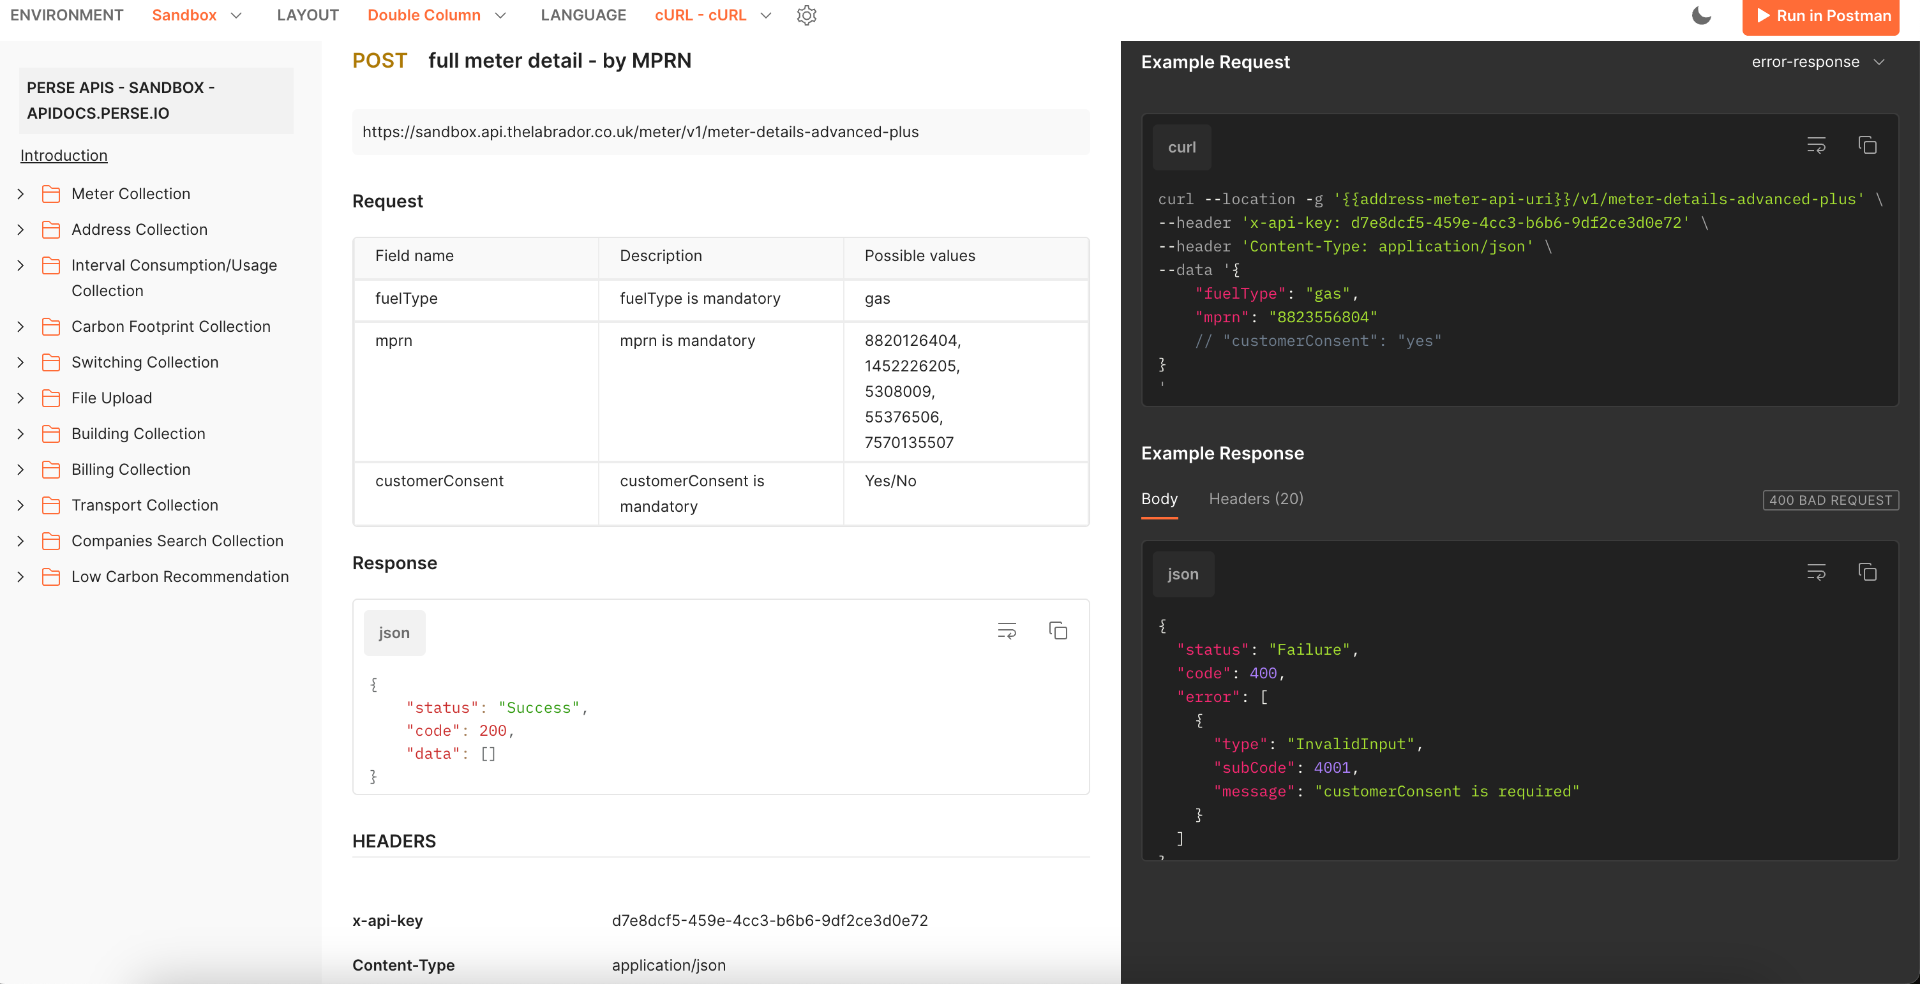 ENVIRONMENT Sandbox LAYOUT Double Column LANGUAGE cURL - cURL Run in Postman
PERSE APIS - SANDBOX -
APIDOCS.PERSE.IO
Introduction
Meter Collection
Address Collection
Interval Consumption/Usage
Collection
Carbon Footprint Collection
Switching Collection
File Upload
Building Collection
Billing Collection
Transport Collection
Companies Search Collection
Low Carbon Recommendation
POST full meter detail - by MPRN
https://sandbox.api.thelabrador.co.uk/meter/v1/meter-details-advanced-plus
Request
Field name Description Possible values
fuelType fuelType is mandatory gas
mprn mprn is mandatory 8820126404,
1452226205,
5308009,
55376506,
7570135507
customerConsent customerConsent is Yes/No
mandatory
Response
json
{
"status": "Success",
"code": 200,
"data": []
}
HEADERS
x-api-key d7e8dcf5-459e-4cc3-b6b6-9df2ce3d0e72
Content-Type application/json
Example Request error-response
curl
curl --location -g '{{address-meter-api-uri}}/v1/meter-details-advanced-plus' \
--header 'x-api-key: d7e8dcf5-459e-4cc3-b6b6-9df2ce3d0e72' \
--header 'Content-Type: application/json' \
--data '{
"fuelType": "gas",
"mprn": "8823556804"
// "customerConsent": "yes"
}
'
Example Response
Body Headers (20) 400 BAD REQUEST
json
{
"status": "Failure",
"code": 400,
"error": [
{
"type": "InvalidInput",
"subCode": 4001,
"message": "customerConsent is required"
}
]
}